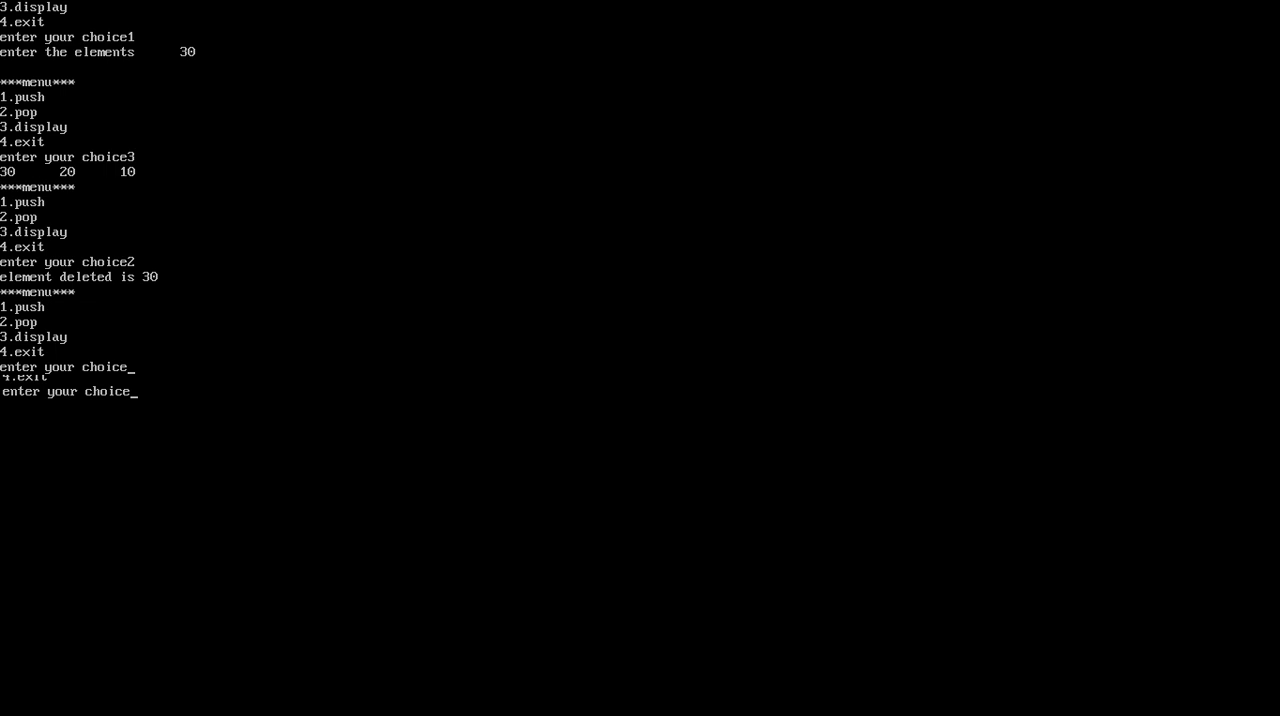 3.display
4.exit
enter your choice1
enter the elements      30
***menu***
1.push
2.pop
3.display
4.exit
enter your choice3
30      20      10
***menu***
1.push
2.pop
3.display
4.exit
enter your choice2
element deleted is 30
***menu***
1.push
2.pop
3.display
4.exit
enter your choice_
4.exit
enter your choice_